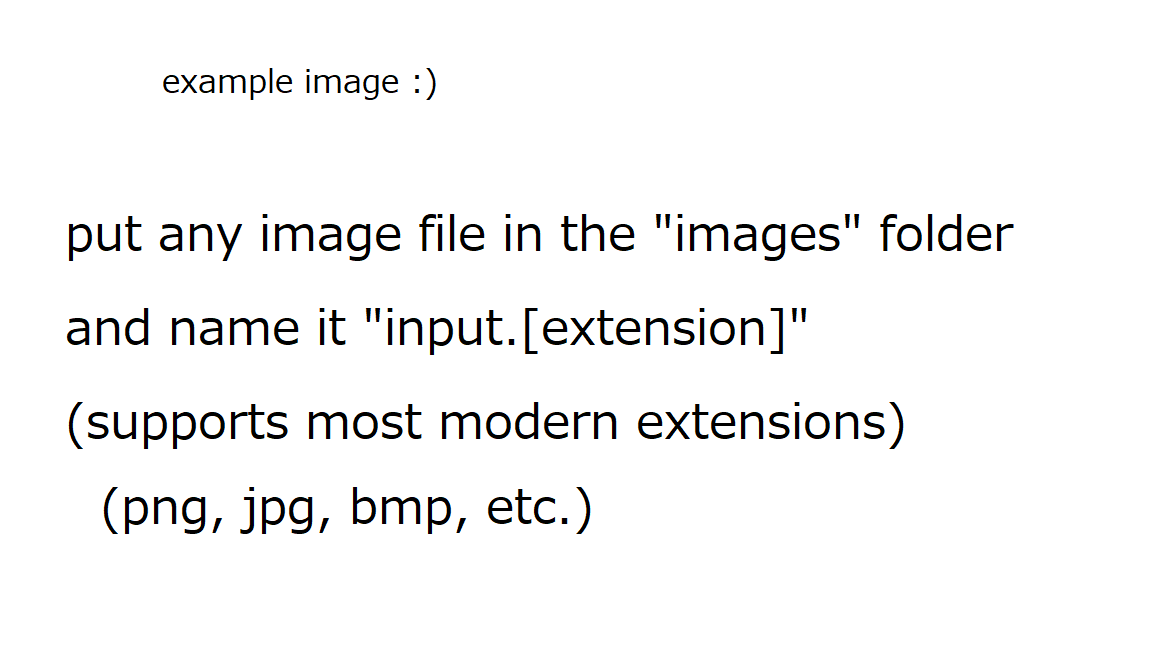 example image :)
put any image file in the "images" folder
and name it "input.[extension]"
(supports most modern extensions)
(png, jpg, bmp, etc.)